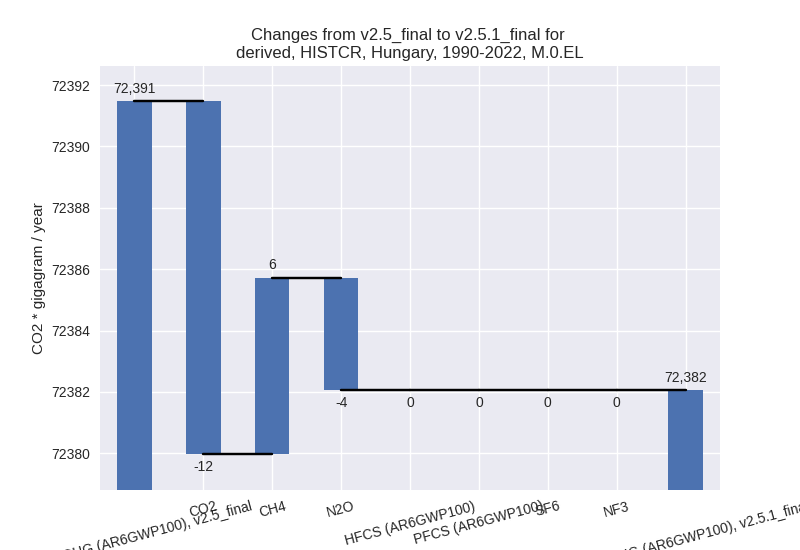 Changes from v2.5_final to v2.5.1_final for
derived, HISTCR, Hungary, 1990-2022, M.0.EL
CO2 * gigagram / year
72392
72390
72388
72386
72384
72382
72380
72,391
-12
6
-4
0
0
0
0
72,382
(AR6GWP100), v2.5_final
CO2
CH4
N2O
HFCS (AR6GWP100)
PFCS (AR6GWP100)
SF6
NF3
(AR6GWP100), v2.5.1_fina